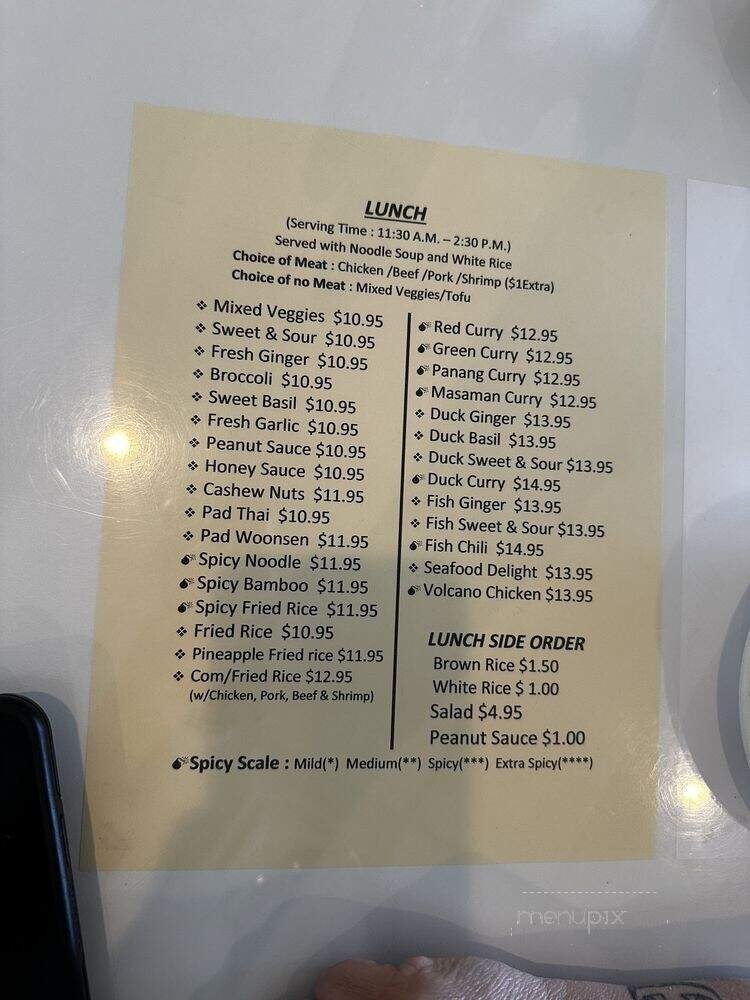 LUNCH
(Serving Time : 11:30 A.M. – 2:30 P.M.)
Served with Noodle Soup and White Rice
Choice of Meat : Chicken /Beef /Pork /Shrimp ($1Extra)
Choice of no Meat : Mixed Veggies/Tofu
Mixed Veggies $10.95
Sweet & Sour $10.95
Fresh Ginger $10.95
Broccoli $10.95
Sweet Basil $10.95
Fresh Garlic $10.95
Peanut Sauce $10.95
Honey Sauce $10.95
Cashew Nuts $11.95
Pad Thai $10.95
Pad Woonsen $11.95
Spicy Noodle $11.95
Spicy Bamboo $11.95
Spicy Fried Rice $11.95
Fried Rice $10.95
Pineapple Fried rice $11.95
Com/Fried Rice $12.95
(w/Chicken, Pork, Beef & Shrimp)
Red Curry $12.95
Green Curry $12.95
Panang Curry $12.95
Masaman Curry $12.95
Duck Ginger $13.95
Duck Basil $13.95
Duck Sweet & Sour $13.95
Duck Curry $14.95
Fish Ginger $13.95
Fish Sweet & Sour $13.95
Fish Chili $14.95
Seafood Delight $13.95
Volcano Chicken $13.95
LUNCH SIDE ORDER
Brown Rice $1.50
White Rice $ 1.00
Salad $4.95
Peanut Sauce $1.00
Spicy Scale : Mild(*) Medium(**) Spicy(***) Extra Spicy(****)
menupix